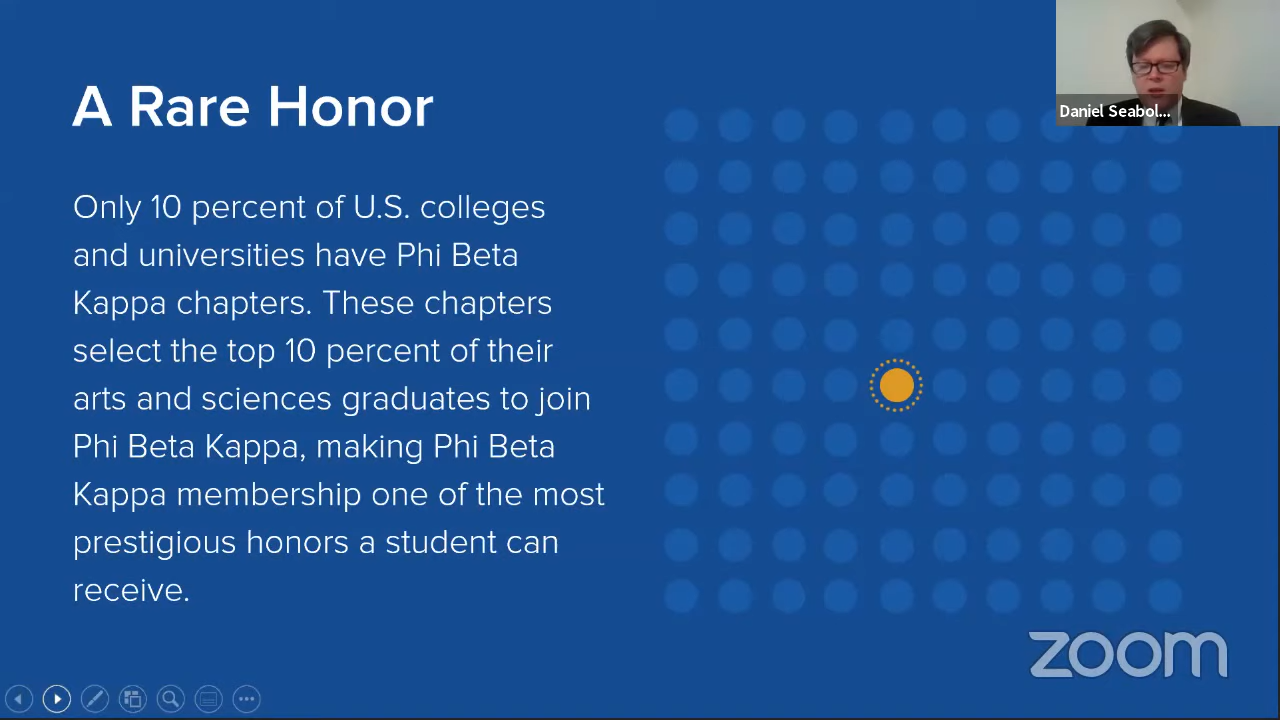 A Rare Honor
Only 10 percent of U.S. colleges
and universities have Phi Beta
Kappa chapters. These chapters
select the top 10 percent of their
arts and sciences graduates to join
Phi Beta Kappa, making Phi Beta
Kappa membership one of the most
prestigious honors a student can
receive.
Daniel Seabol...
zoom